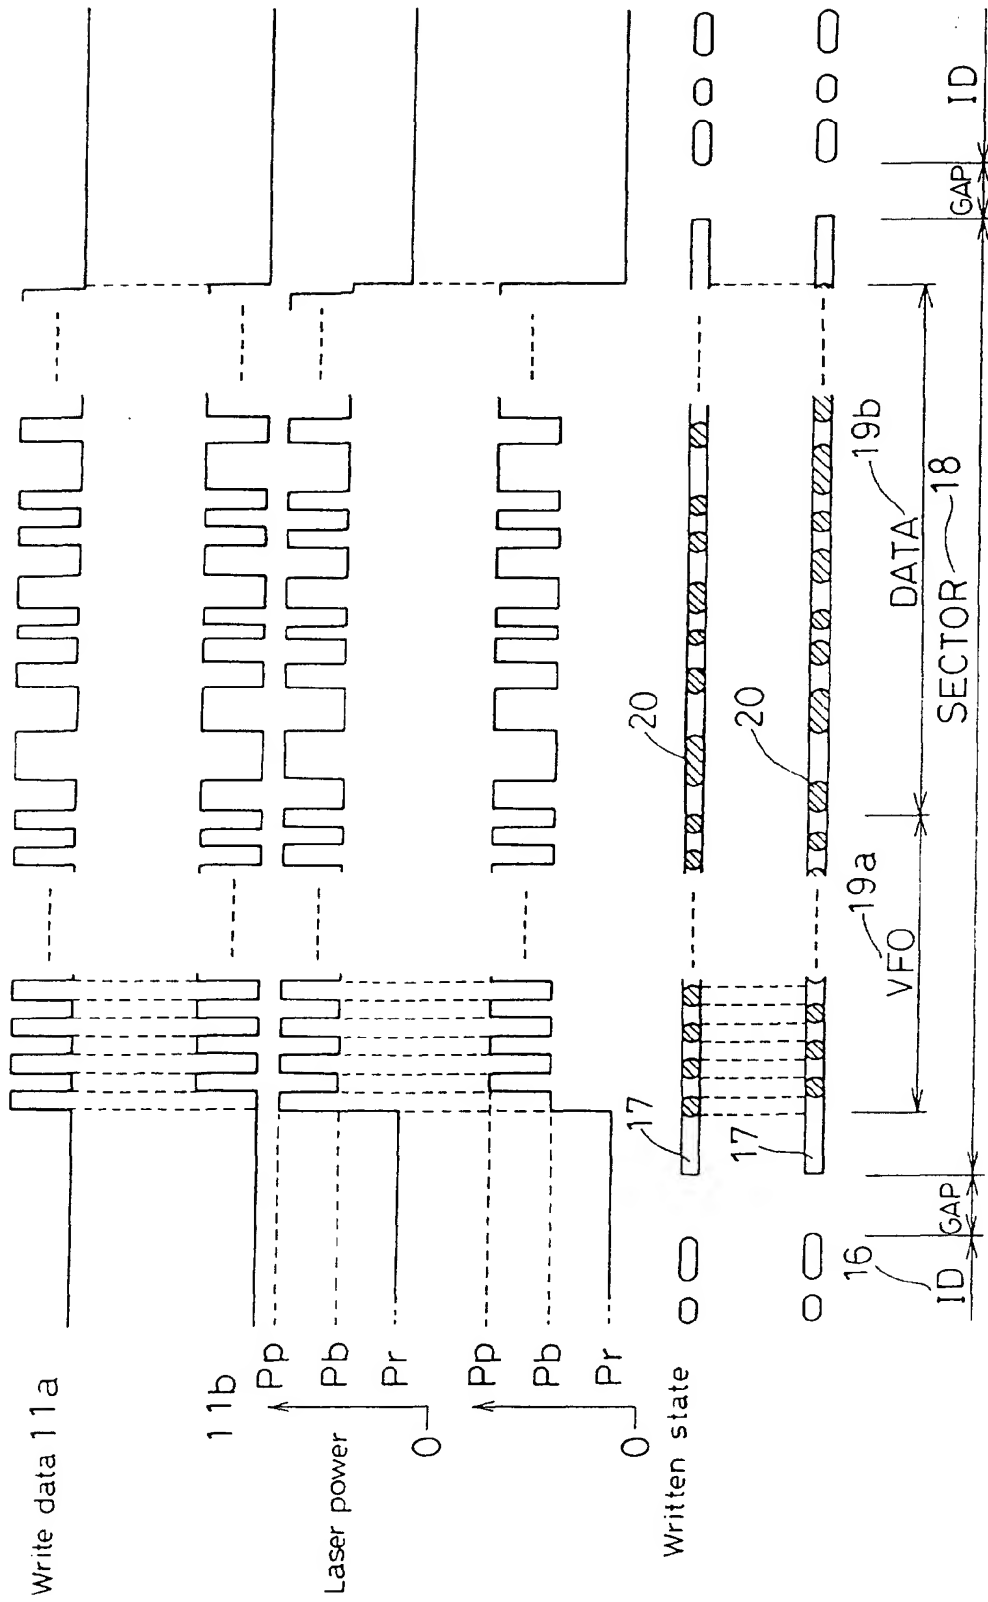 Write data 11a
11b
Laser power
Pp
Pb
Pr
0
Pp
Pb
Pr
0
Written state
17
20
17
20
16
19a
19b
ID
GAP
VFO
DATA
GAP
ID
SECTOR
18